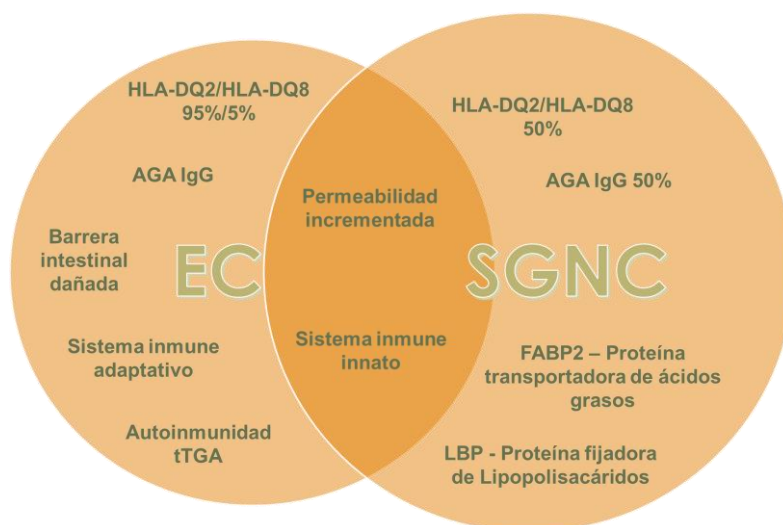 HLA-DQ2/HLA-DQ8
95%/5%
AGA IgG
Barrera
intestinal
dañada
EC
Sistema inmune
adaptativo
Autoinmunidad
tTGA
Permeabilidad
incrementada
Sistema inmune
innato
HLA-DQ2/HLA-DQ8
50%
AGA IgG 50%
SGNC
FABP2 – Proteína
transportadora de ácidos
grasos
LBP - Proteína fijadora
de Lipopolisacáridos